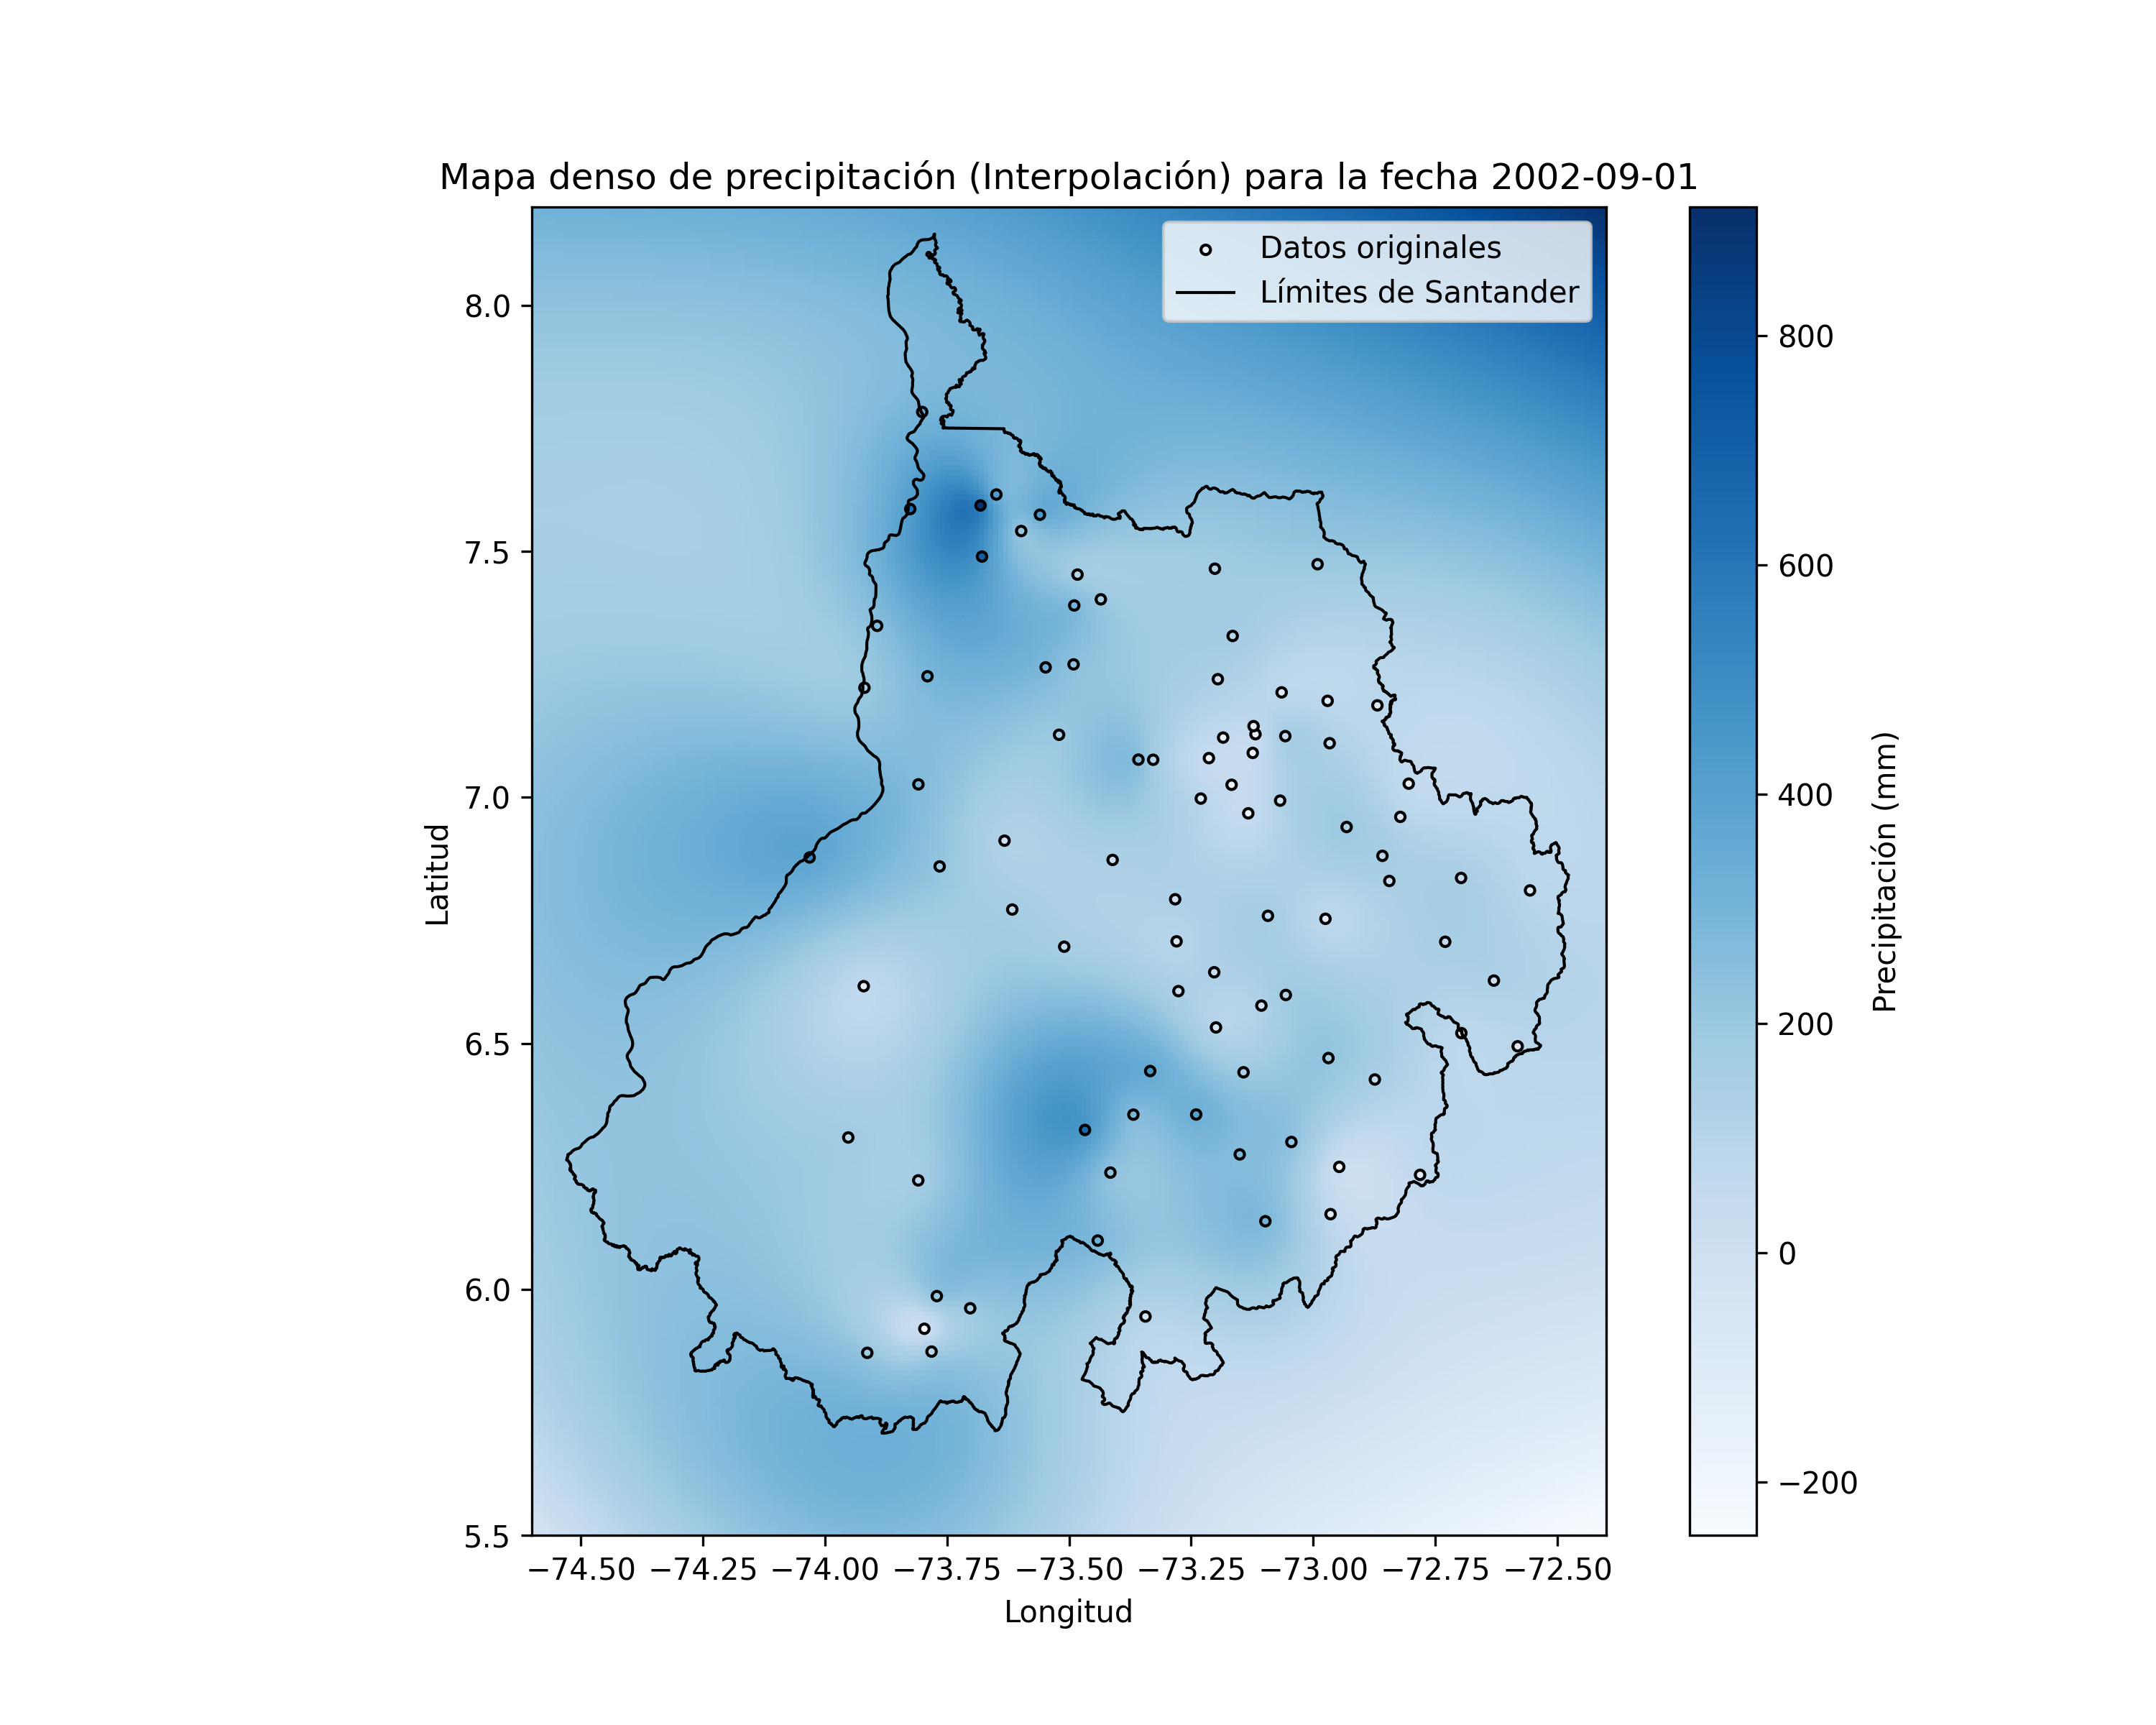 Mapa denso de precipitación (Interpolación) para la fecha 2002-09-01
Datos originales
Límites de Santander
8.0
7.5
7.0
6.5
6.0
5.5
Latitud
−74.50 −74.25 −74.00 −73.75 −73.50 −73.25 −73.00 −72.75 −72.50
Longitud
800
600
400
200
0
−200
Precipitación (mm)